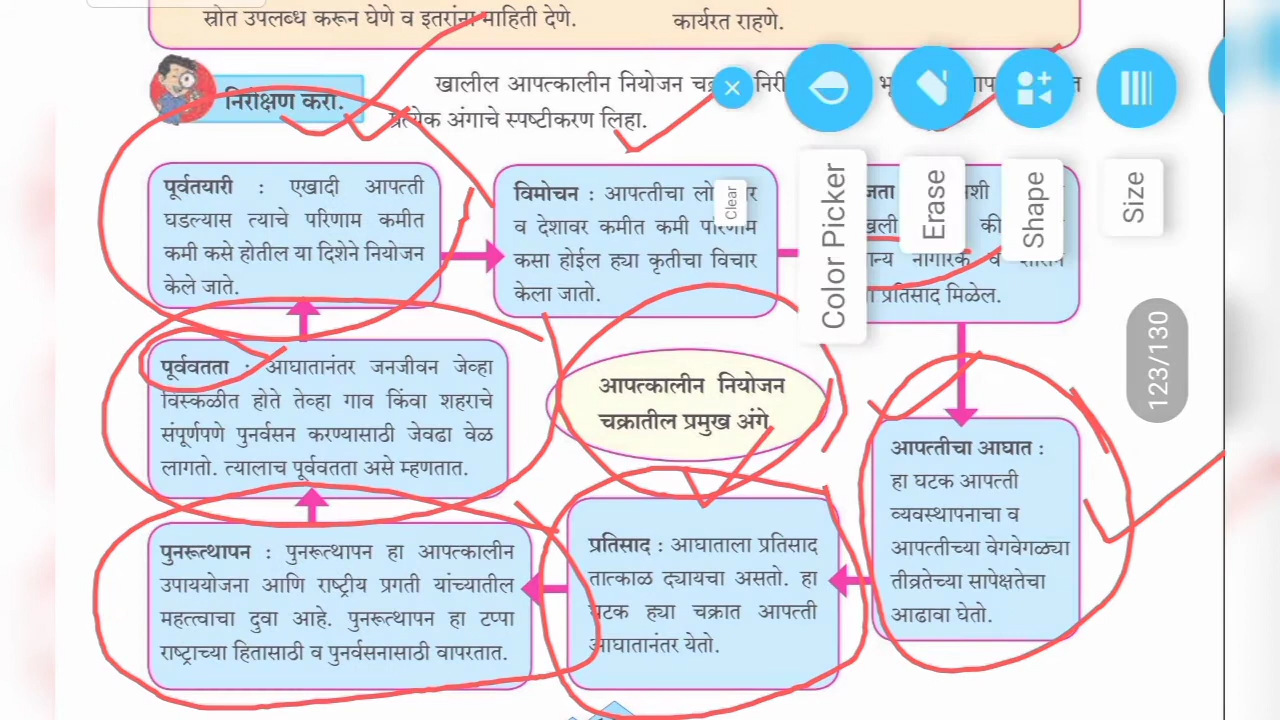 स्रोत उपलब्ध करून घेणे व इतरांना माहिती देणे.
कार्यरत राहणे.
निरीक्षण करा.
खालील आपत्कालीन नियोजन
प्रत्येक अंगाचे स्पष्टीकरण लिहा.
पूर्वतयारी : एखादी आपत्ती
घडल्यास त्याचे परिणाम कमीत
कमी कसे होतील या दिशेने नियोजन
केले जाते.
विमोचन : आपत्तीचा
व देशावर कमीत कमी परिणाम
कसा होईल ह्या कृतीचा विचार
केला जातो.
नागरिक व
प्रतिसाद मिळेल.
पूर्ववतता : आघातानंतर जनजीवन जेव्हा
विस्कळीत होते तेव्हा गाव किंवा शहराचे
संपूर्णपणे पुनर्वसन करण्यासाठी जेवढा वेळ
लागतो. त्यालाच पूर्ववतता असे म्हणतात.
आपत्कालीन नियोजन
चक्रातील प्रमुख अंगे
आपत्तीचा आघात :
हा घटक आपत्ती
व्यवस्थापनाचा व
आपत्तीच्या वेगवेगळ्या
तीव्रतेच्या सापेक्षतेचा
आढावा घेतो.
पुनरूत्थापन : पुनरूत्थापन हा आपत्कालीन
उपाययोजना आणि राष्ट्रीय प्रगती यांच्यातील
महत्त्वाचा दुवा आहे. पुनरूत्थापन हा टप्पा
राष्ट्राच्या हितासाठी व पुनर्वसनासाठी वापरतात.
प्रतिसाद : आघाताला प्रतिसाद
तात्काळ द्यायचा असतो. हा
घटक ह्या चक्रात आपत्ती
आघातानंतर येतो.
Clear
Color Picker
Erase
Shape
Size
123/130